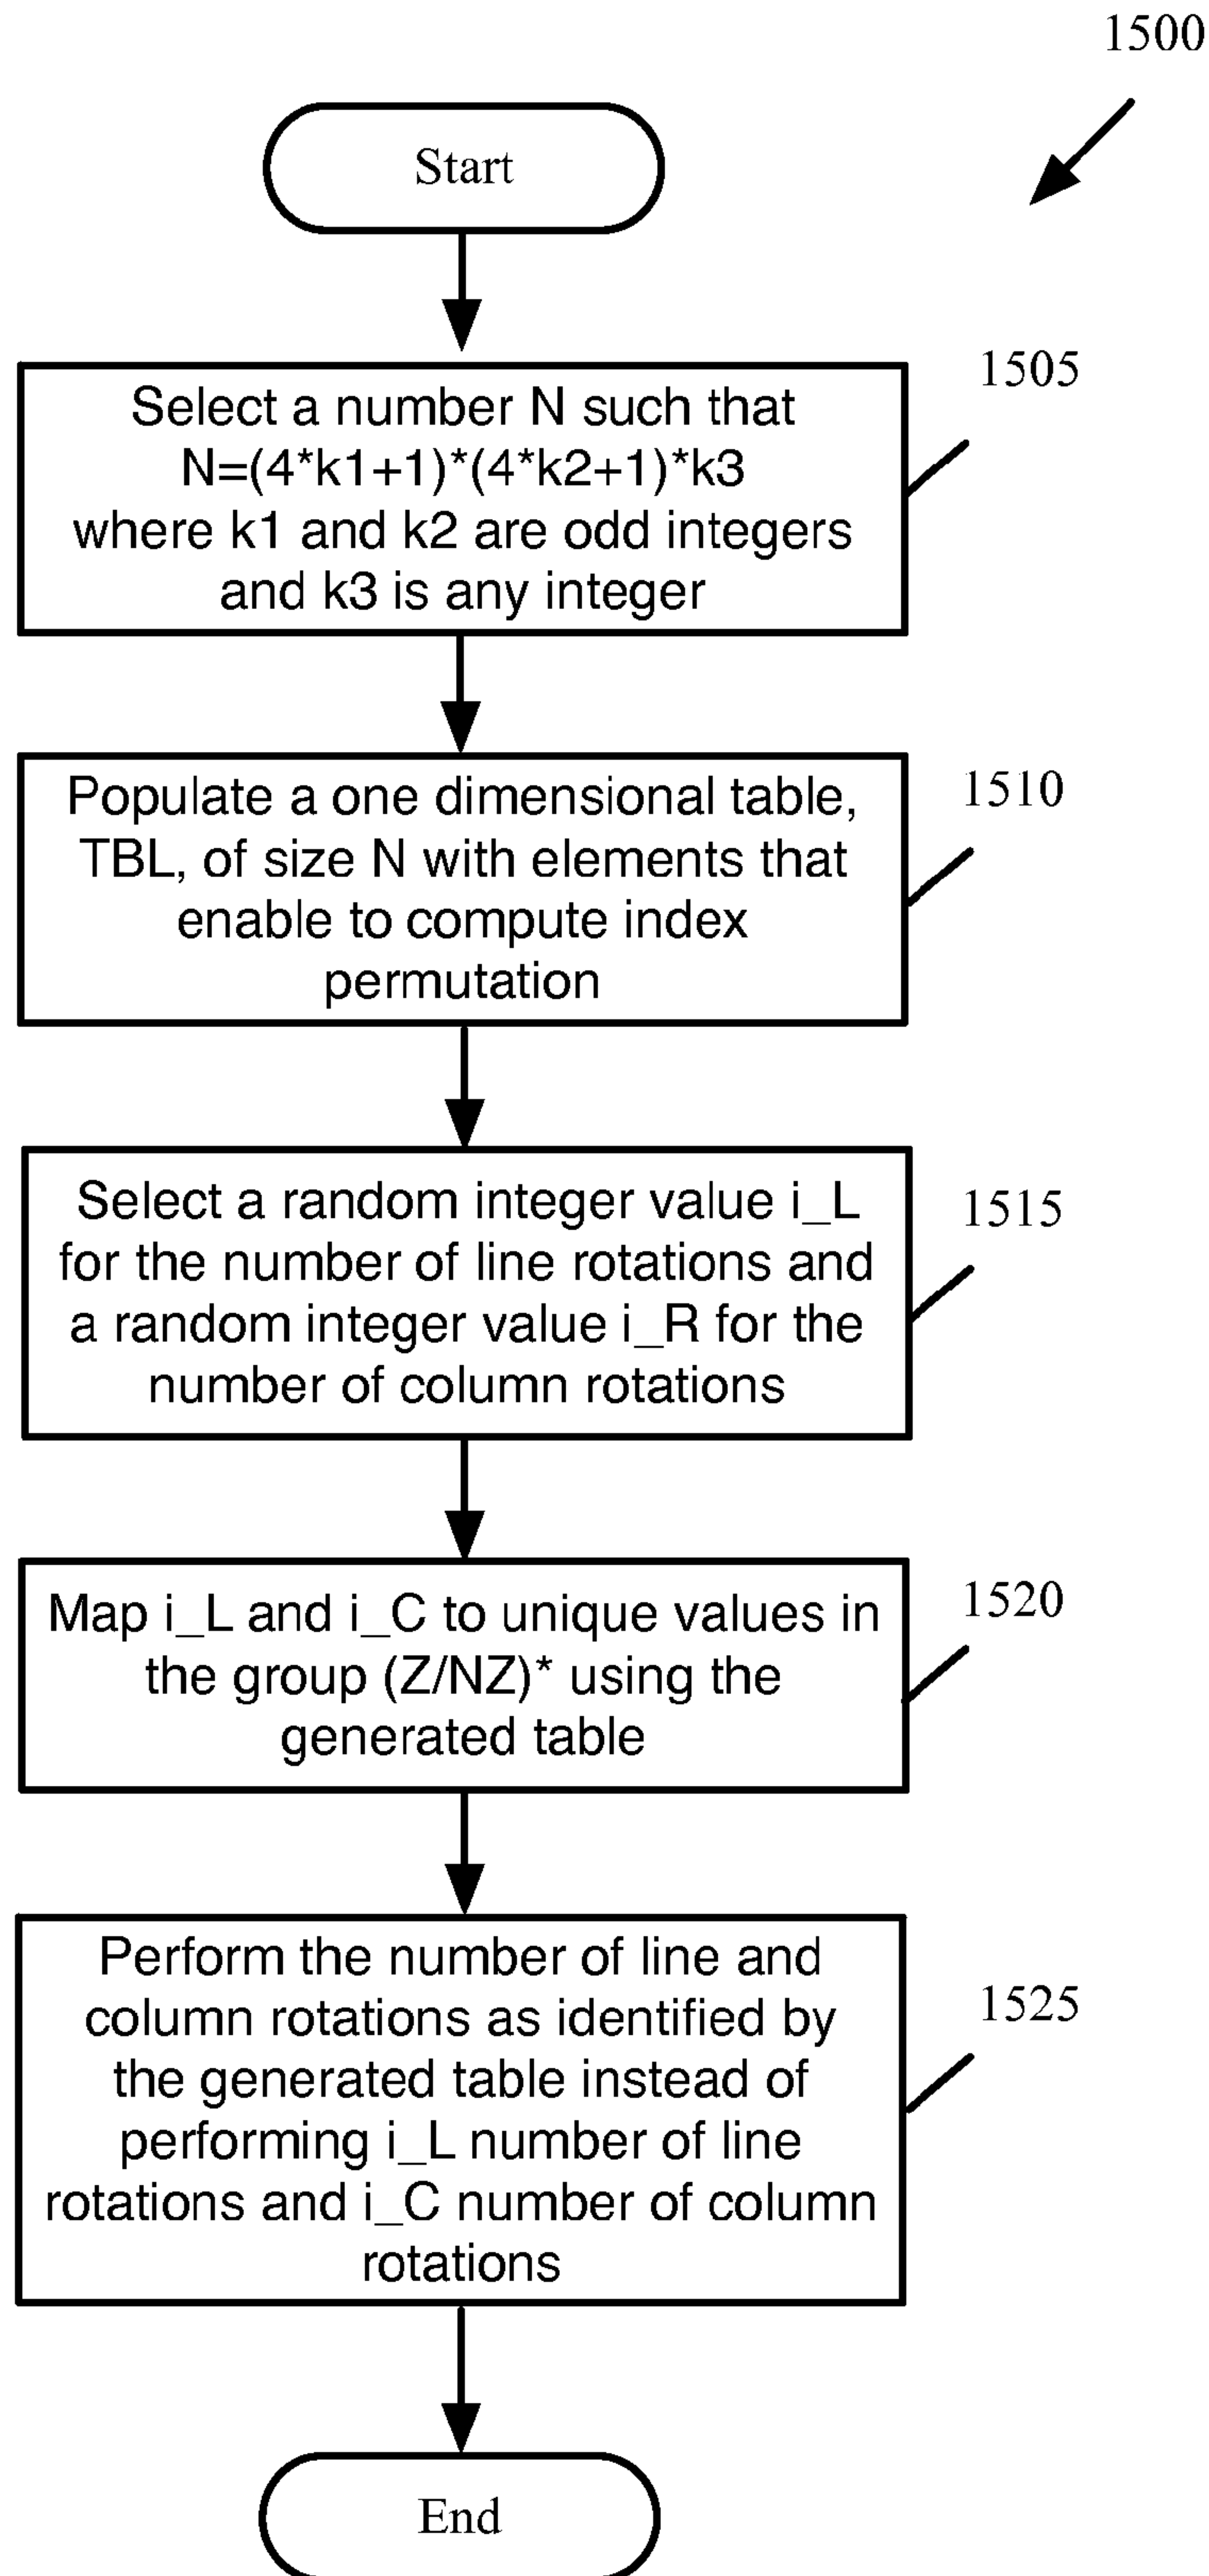 1500
Start
1505
Select a number N such that
N=(4*k1+1)*(4*k2+1)*k3
where k1 and k2 are odd integers
and k3 is any integer
1510
Populate a one dimensional table,
TBL, of size N with elements that
enable to compute index
permutation
1515
Select a random integer value i_L
for the number of line rotations and
a random integer value i_R for the
number of column rotations
1520
Map i_L and i_C to unique values in
the group (Z/NZ)* using the
generated table
1525
Perform the number of line and
column rotations as identified by
the generated table instead of
performing i_L number of line
rotations and i_C number of column
rotations
End